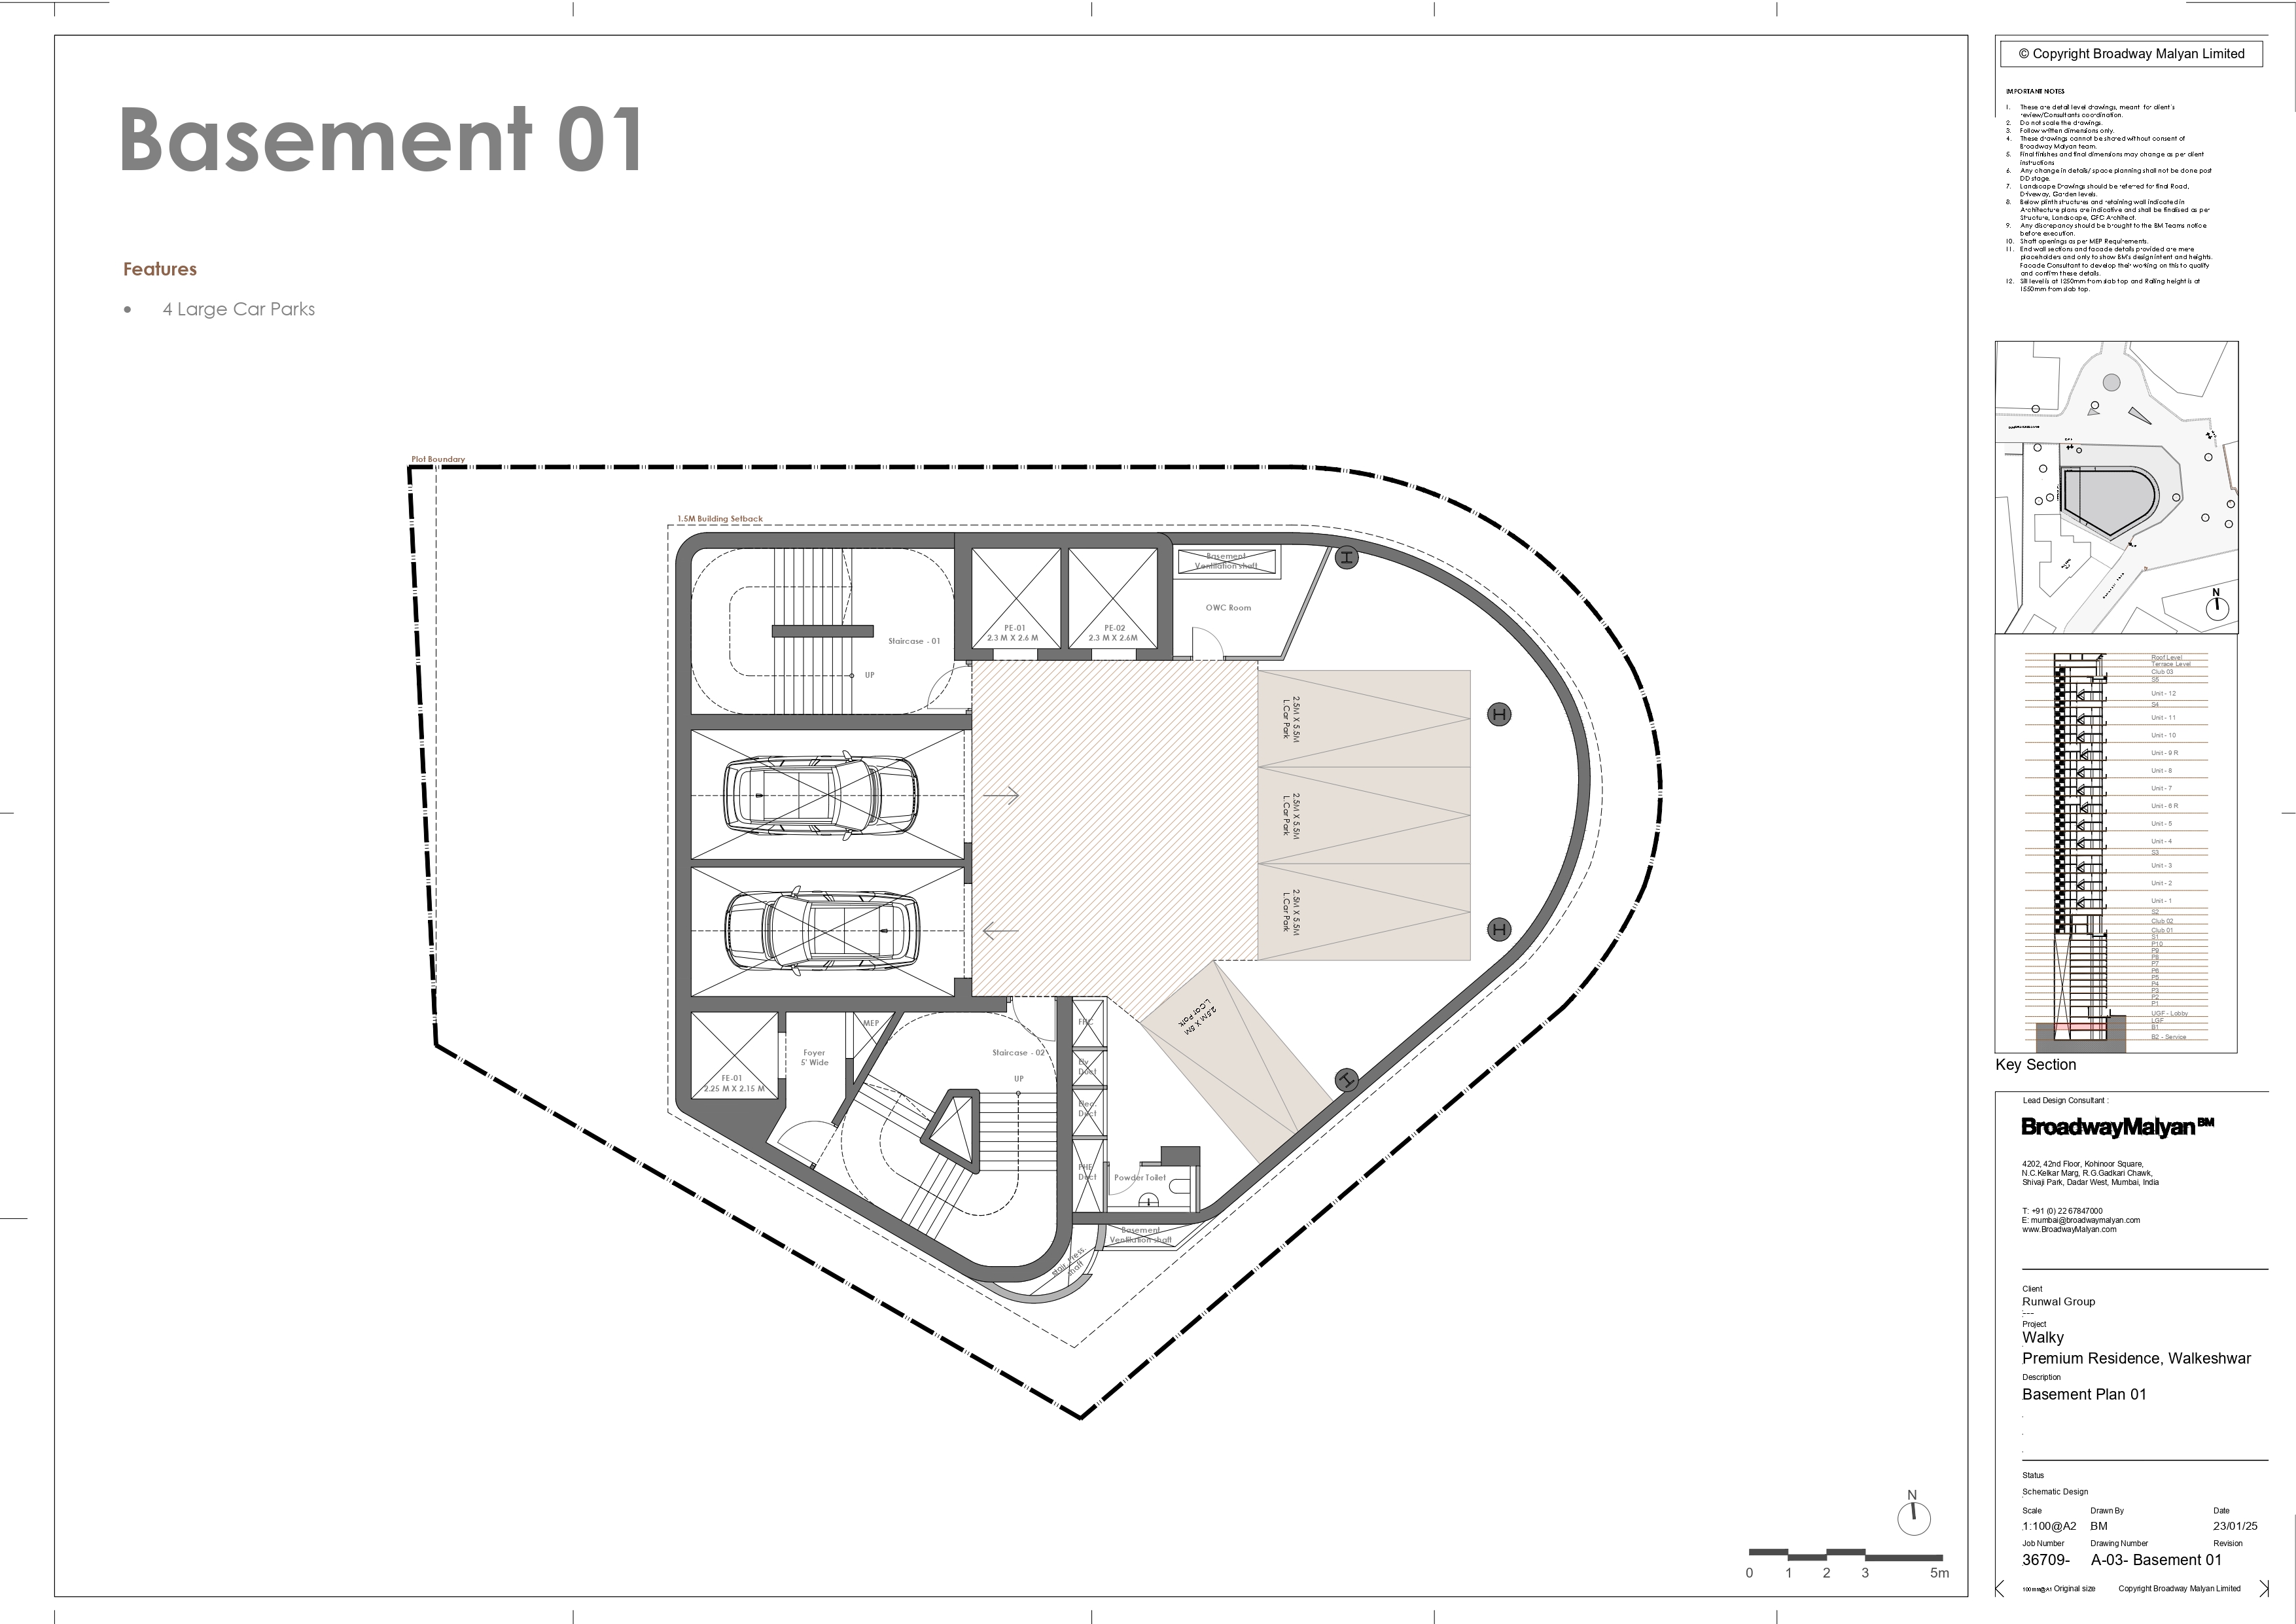 Basement 01
Features
• 4 Large Car Parks
Plot Boundary
1.5M Building Setback
Basement
Ventilation shaft
OWC Room
PE-01
2.3 M X 2.6 M
PE-02
2.3 M X 2.6M
Staircase - 01
UP
2.5M X 5.5M
L.Car Park
2.5M X 5.5M
L.Car Park
2.5M X 5.5M
L.Car Park
2.5M X 5M
L.Car Park
MEP
Foyer
5' Wide
FE-01
2.25 M X 2.15 M
Staircase - 02
UP
Duct
Duct
PHE
Duct
Powder Toilet
Basement
Ventilation shaft
Stair Press.
shaft
N
0 1 2 3 5m
© Copyright Broadway Malyan Limited
IMPORTANT NOTES
1. These are detail level drawings, meant for client's
review/Consultants coordination.
2. Do not scale the drawings.
3. Follow written dimensions only.
4. These drawings cannot be shared without consent of
Broadway Malyan team.
5. Final finishes and final dimensions may change as per client
instructions
6. Any change in details/ space planning shall not be done post
DD stage.
7. Landscape Drawings should be referred for final Road,
Driveway, Garden levels.
8. Below plinth structures and retaining wall indicated in
Architecture plans are indicative and shall be finalised as per
Structure, Landscape, GFC Architect.
9. Any discrepancy should be brought to the BM Teams notice
before execution.
10. Shaft openings as per MEP Requirements.
11. End wall sections and facade details provided are mere
placeholders and only to show BM's design intent and heights.
Facade Consultant to develop their working on this to qualify
and confirm these details.
12. Sill level is at 1250mm from slab top and Railing height is at
1550mm from slab top.
N
Roof Level
Terrace Level
Club 03
S5
Unit - 12
S4
Unit - 11
Unit - 10
Unit - 9 R
Unit - 8
Unit - 7
Unit - 6 R
Unit - 5
Unit - 4
S3
Unit - 3
Unit - 2
Unit - 1
S2
Club 02
Club 01
S1
P10
P9
P8
P7
P6
P5
P4
P3
P2
P1
UGF - Lobby
LGF
B1
B2 - Service
Key Section
Lead Design Consultant :
BroadwayMalyan BM
4202, 42nd Floor, Kohinoor Square,
N.C.Kelkar Marg, R.G.Gadkari Chawk,
Shivaji Park, Dadar West, Mumbai, India
T: +91 (0) 22 67847000
E: mumbai@broadwaymalyan.com
www.BroadwayMalyan.com
Client
Runwal Group
---
Project
Walky
Premium Residence, Walkeshwar
Description
Basement Plan 01
Status
Schematic Design
Scale Drawn By Date
1:100@A2 BM 23/01/25
Job Number Drawing Number Revision
36709- A-03- Basement 01
100mm@A1 Original size Copyright Broadway Malyan Limited